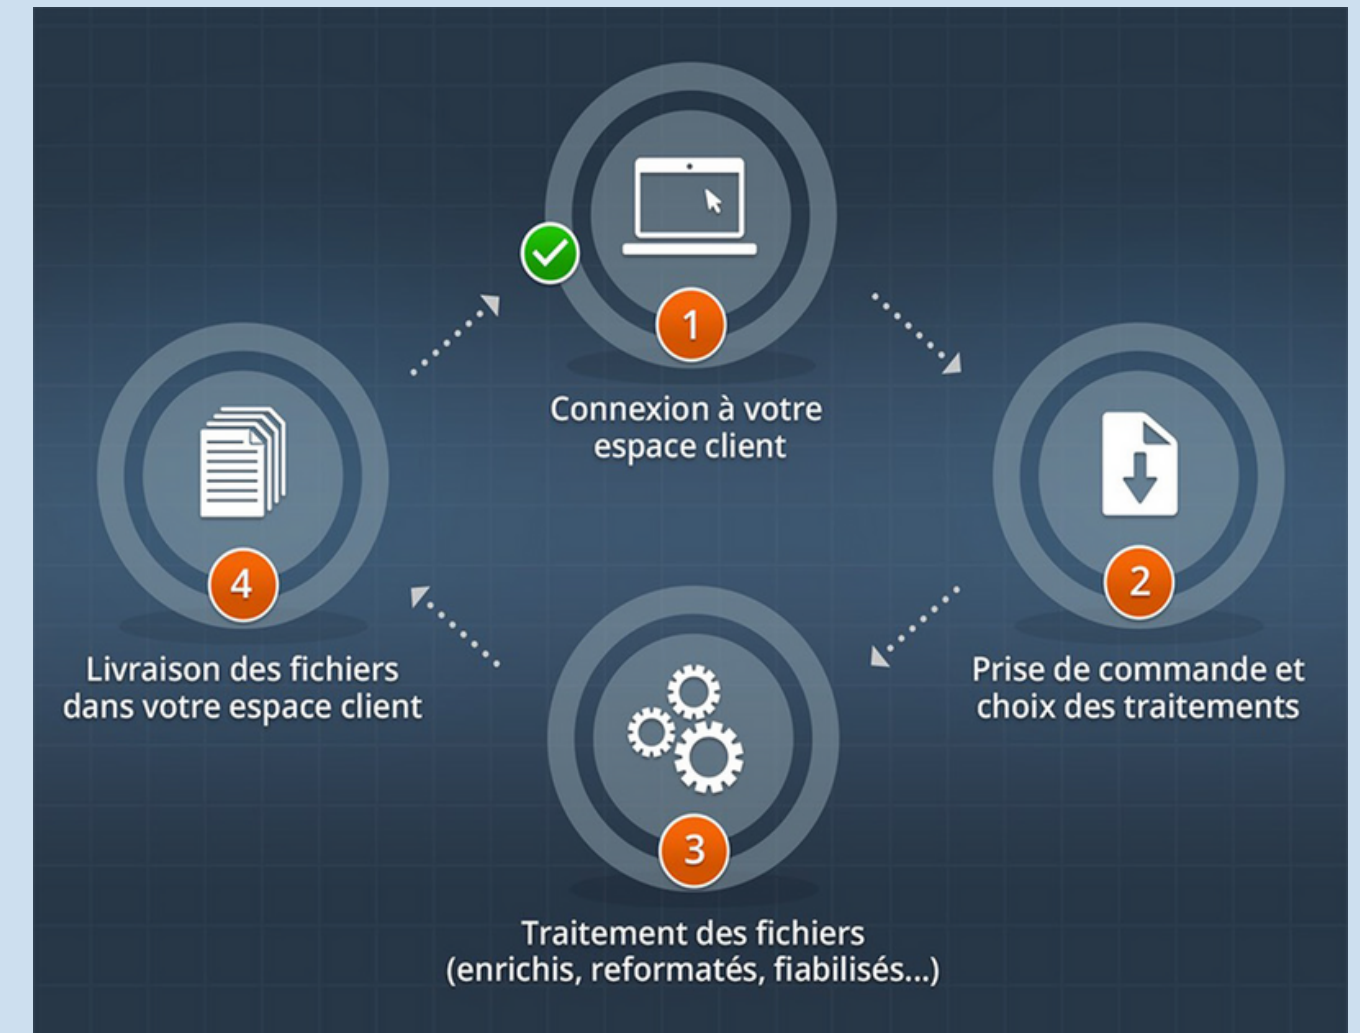 1
Connexion à votre
espace client
2
Prise de commande et
choix des traitements
3
Traitement des fichiers
(enrichis, reformatés, fiabilisés...)
4
Livraison des fichiers
dans votre espace client